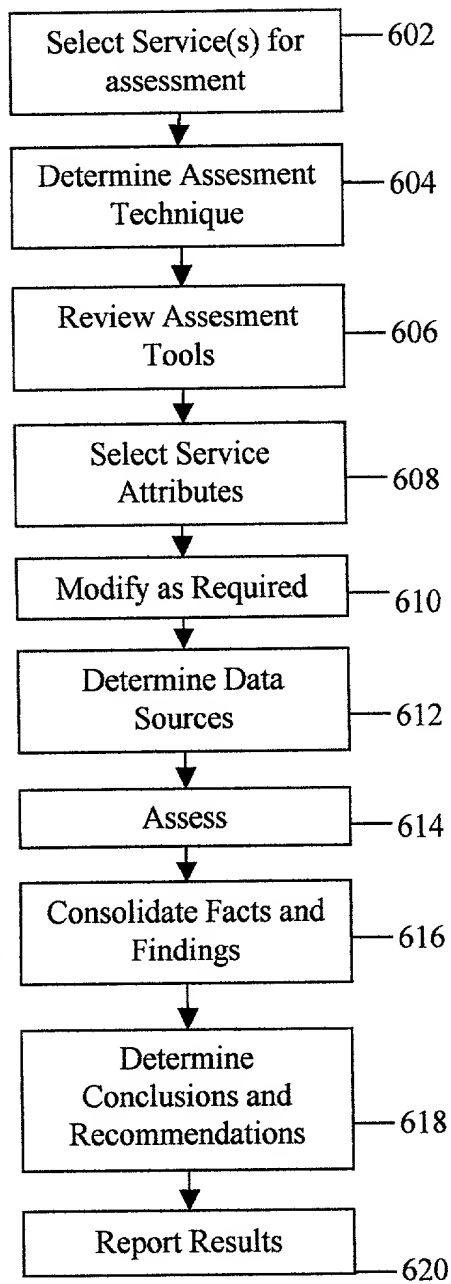 Select Service(s) for
assessment
602
Determine Assesment
Technique
604
Review Assesment
Tools
606
Select Service
Attributes
608
Modify as Required
610
Determine Data
Sources
612
Assess
614
Consolidate Facts and
Findings
616
Determine
Conclusions and
Recommendations
618
Report Results
620